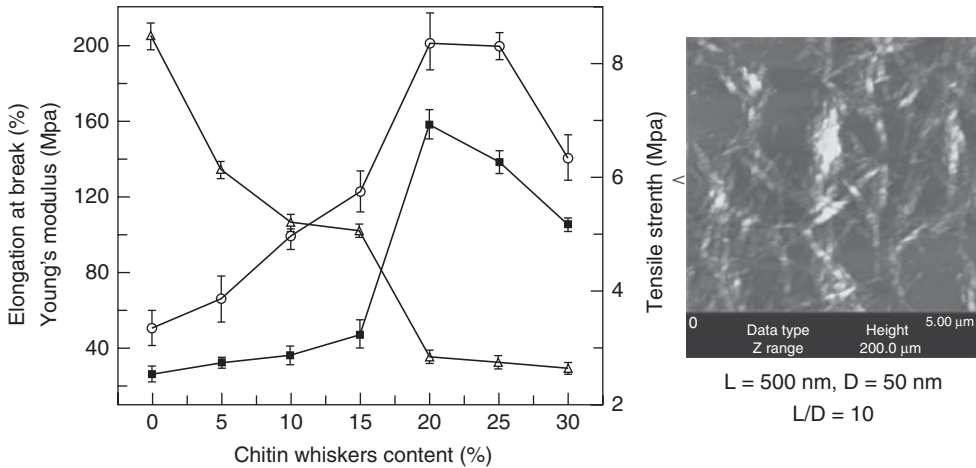 Elongation at break (%)
Young's modulus (Mpa)
200
160
120
80
40
8
6
4
2
Tensile strenth (Mpa)
0 5 10 15 20 25 30
Chitin whiskers content (%)
<
0 5.00 μm
Data type Height
Z range 200.0 μm
L = 500 nm, D = 50 nm
L/D = 10